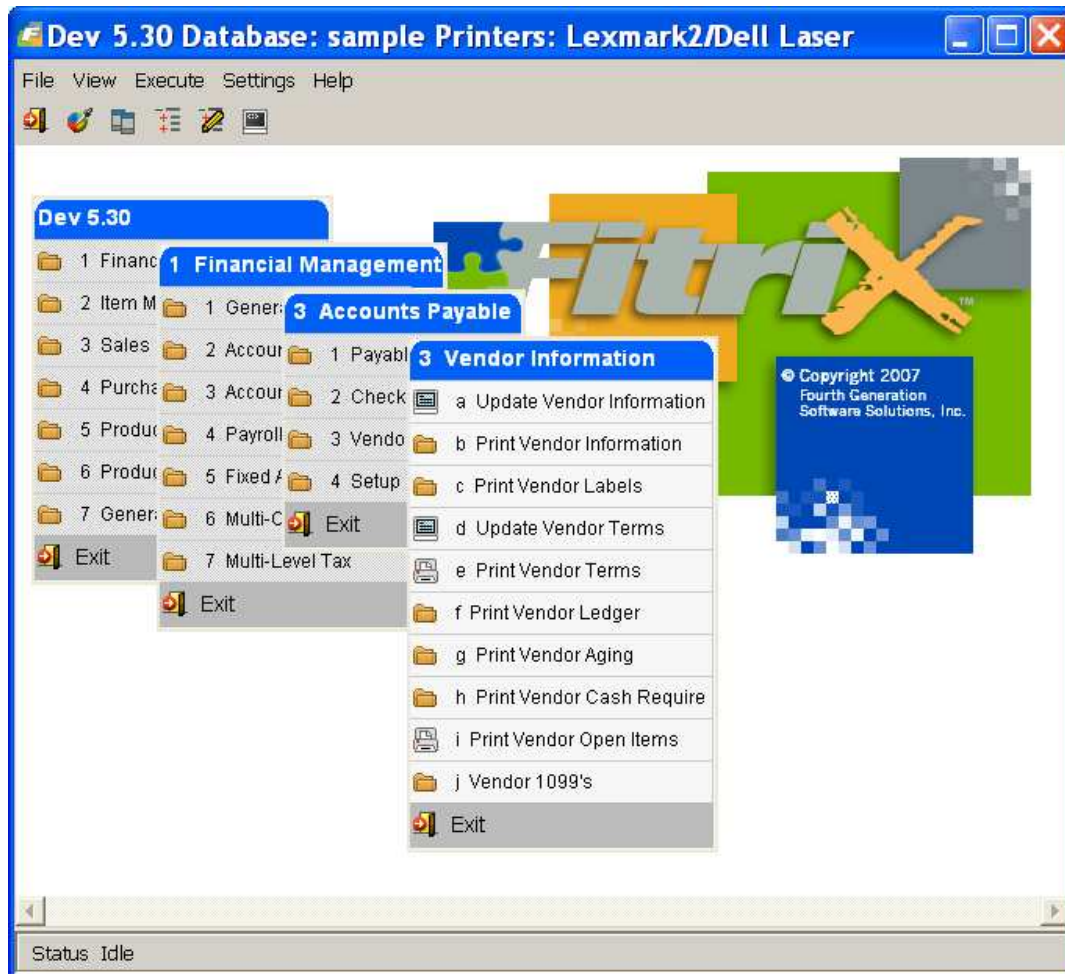 Dev 5.30 Database: sample Printers: Lexmark2/Dell Laser
File View Execute Settings Help
Dev 5.30
1 Financ
2 Item M
3 Sales
4 Purcha
5 Produc
6 Produc
7 Gener
Exit
1 Financial Management
1 Gener
2 Accour
3 Accour
4 Payroll
5 Fixed A
6 Multi-C
7 Multi-Level Tax
Exit
3 Accounts Payable
1 Payabl
2 Check
3 Vendo
4 Setup
Exit
3 Vendor Information
a Update Vendor Information
b Print Vendor Information
c Print Vendor Labels
d Update Vendor Terms
e Print Vendor Terms
f Print Vendor Ledger
g Print Vendor Aging
h Print Vendor Cash Require
i Print Vendor Open Items
j Vendor 1099's
Exit
Fitrix
TM
© Copyright 2007
Fourth Generation
Software Solutions, Inc.
Status Idle